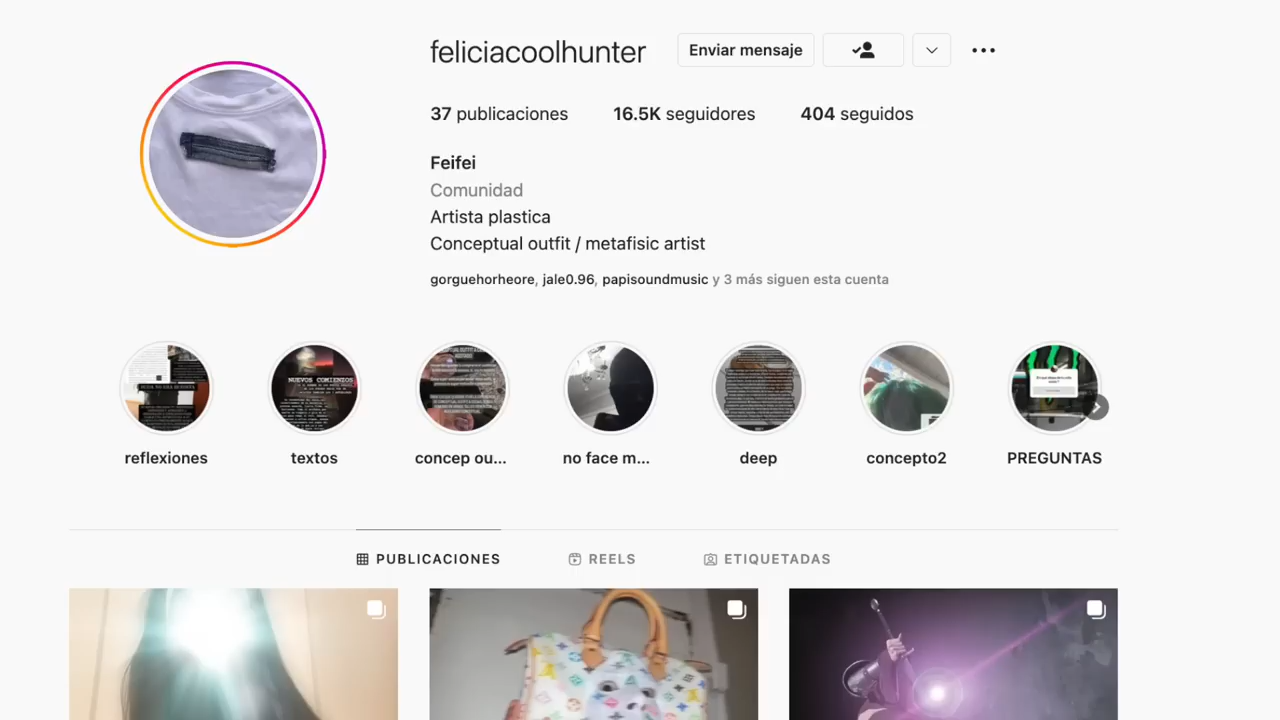 feliciacoolhunter
Enviar mensaje
37 publicaciones 16.5K seguidores 404 seguidos
Feifei
Comunidad
Artista plastica
Conceptual outfit / metafisic artist
gorguehorheore, jale0.96, papisoundmusic y 3 más siguen esta cuenta
NUEVOS COMIENZOS
reflexiones textos concep ou... no face m... deep concepto2 PREGUNTAS
PUBLICACIONES REELS ETIQUETADAS